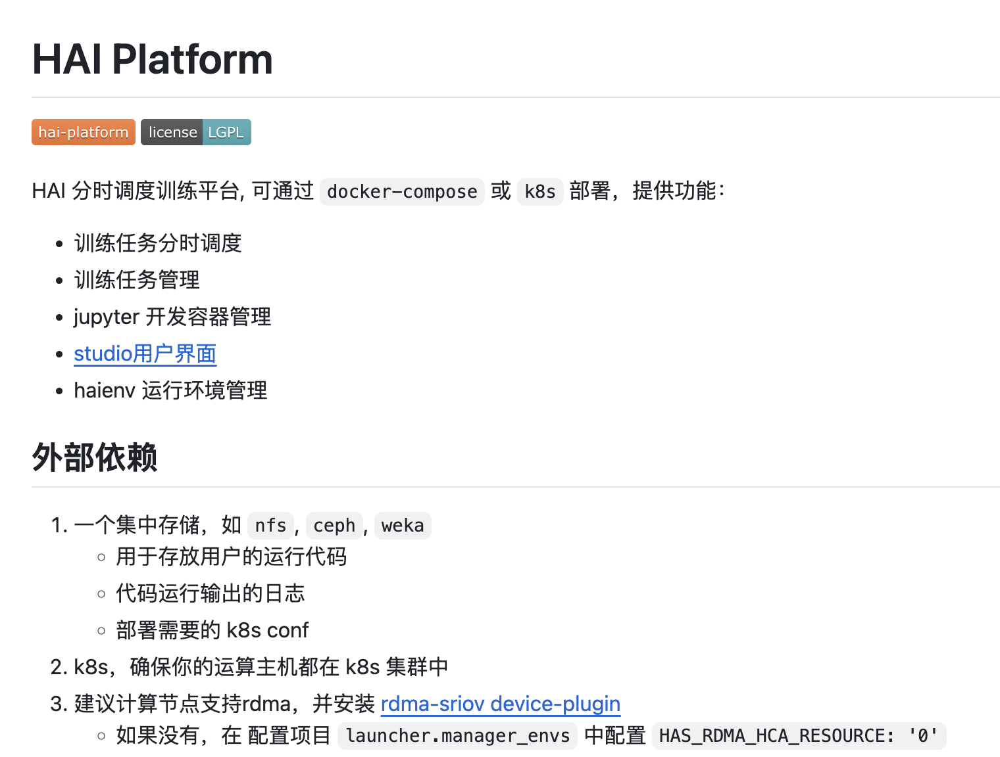 HAI Platform
hai-platform license LGPL
HAI 分时调度训练平台, 可通过 docker-compose 或 k8s 部署，提供功能：
• 训练任务分时调度
• 训练任务管理
• jupyter 开发容器管理
• studio用户界面
• haienv 运行环境管理
外部依赖
1. 一个集中存储，如 nfs, ceph, weka
◦ 用于存放用户的运行代码
◦ 代码运行输出的日志
◦ 部署需要的 k8s conf
2. k8s，确保你的运算主机都在 k8s 集群中
3. 建议计算节点支持rdma，并安装 rdma-sriov device-plugin
◦ 如果没有，在 配置项目 launcher.manager_envs 中配置 HAS_RDMA_HCA_RESOURCE: '0'